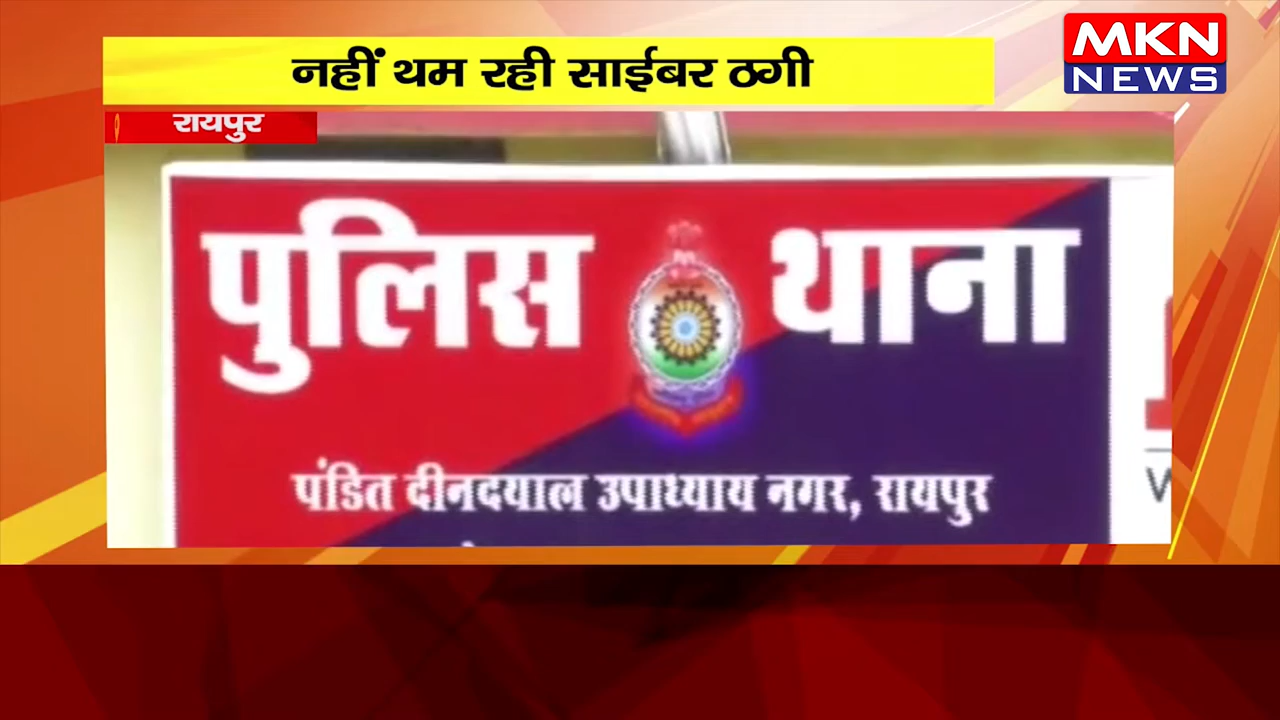 नहीं थम रही साईबर ठगी
MKN
NEWS
रायपुर
पुलिस थाना
पंडित दीनदयाल उपाध्याय नगर, रायपुर